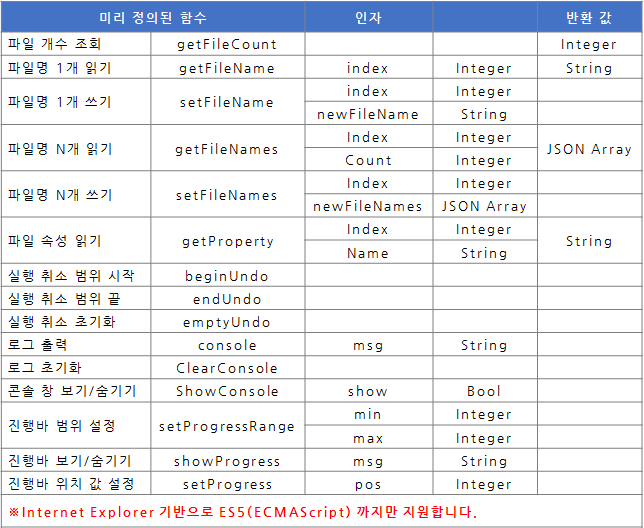 미리 정의된 함수 인자 반환 값
파일 개수 조회 getFileCount Integer
파일명 1개 읽기 getFileName index Integer String
파일명 1개 쓰기 setFileName index Integer
newFileName String
파일명 N개 읽기 getFileNames Index Integer JSON Array
Count Integer
파일명 N개 쓰기 setFileNames Index Integer
newFileNames JSON Array
파일 속성 읽기 getProperty Index Integer String
Name String
실행 취소 범위 시작 beginUndo
실행 취소 범위 끝 endUndo
실행 취소 초기화 emptyUndo
로그 출력 console msg String
로그 초기화 ClearConsole
콘솔 창 보기/숨기기 ShowConsole show Bool
진행바 범위 설정 setProgressRange min Integer
max Integer
진행바 보기/숨기기 showProgress msg String
진행바 위치 값 설정 setProgress pos Integer
※Internet Explorer 기반으로 ES5(ECMAScript) 까지만 지원합니다.